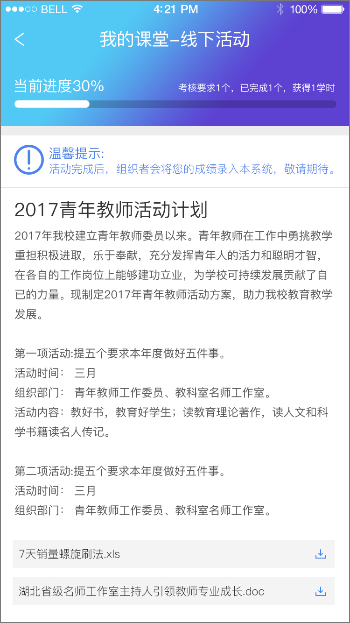 BELL 4:21 PM 100%
我的课堂-线下活动
当前进度30% 考核要求1个，已完成1个，获得1学时
温馨提示:
活动完成后，组织者会将您的成绩录入本系统，敬请期待。
2017青年教师活动计划
2017年我校建立青年教师委员以来。青年教师在工作中勇挑教学
重担积极进取，乐于奉献，充分发挥青年人的活力和聪明才智，
在各自的工作岗位上能够建功立业，为学校可持续发展贡献了自
已的力量。现制定2017年青年教师活动方案，助力我校教育教学
发展。
第一项活动:提五个要求本年度做好五件事。
活动时间： 三月
组织部门： 青年教师工作委员、教科室名师工作室。
活动内容：教好书，教育好学生；读教育理论著作，读人文和科
学书籍读名人传记。
第二项活动:提五个要求本年度做好五件事。
活动时间： 三月
组织部门： 青年教师工作委员、教科室名师工作室。
7天销量螺旋刷法.xls
湖北省级名师工作室主持人引领教师专业成长.doc